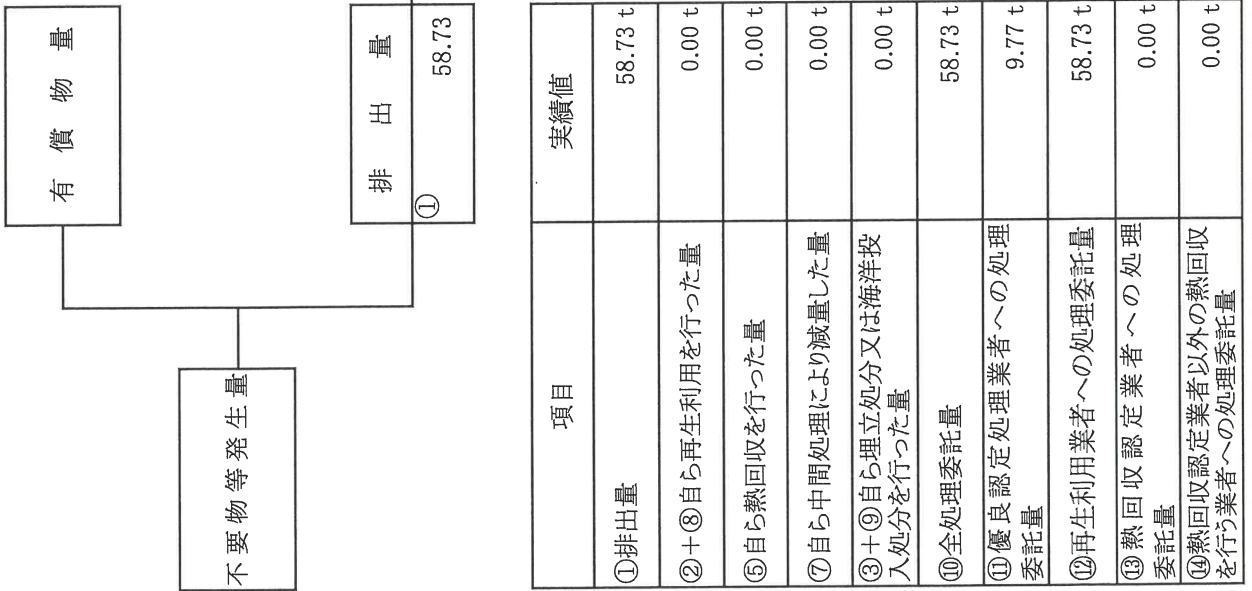 有償物量
不要物等発生量
排出量
①
58.73
項目 実績値
①排出量 58.73 t
②+⑧自ら再生利用を行った量 0.00 t
⑤自ら熱回収を行った量 0.00 t
⑦自ら中間処理により減量した量 0.00 t
③+⑨自ら埋立処分又は海洋投
入処分を行った量 0.00 t
⑩全処理委託量 58.73 t
⑪優良認定処理業者への処理
委託量 9.77 t
⑫再生利用業者への処理委託量 58.73 t
⑬熱回収認定業者への処理
委託量 0.00 t
⑭熱回収認定業者以外の熱回収
を行う業者への処理委託量 0.00 t